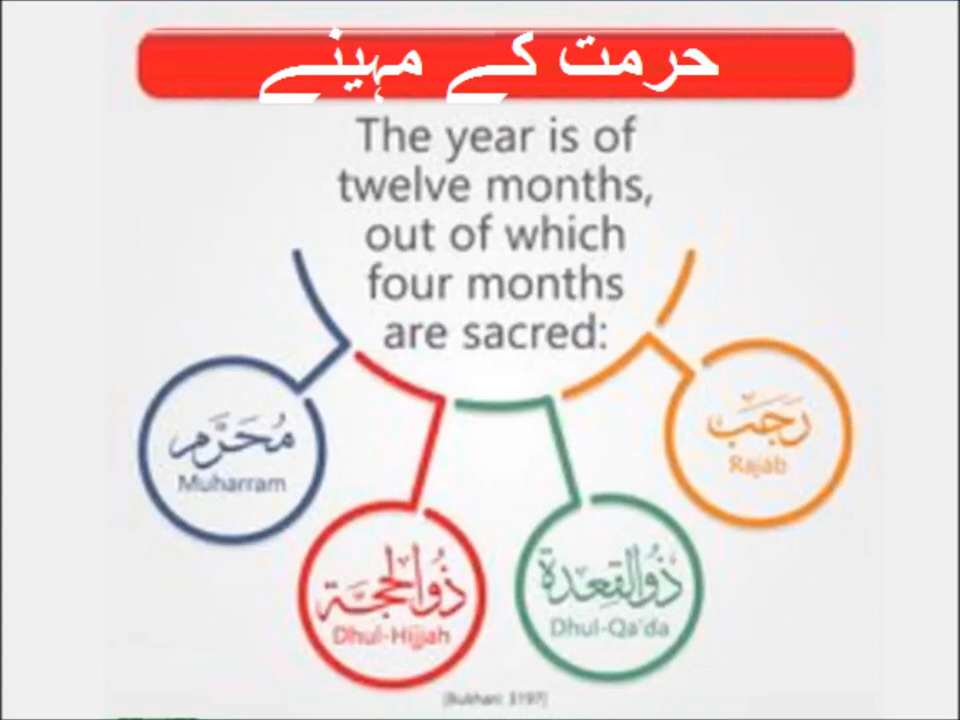 حرمت کے مہینے
The year is of
twelve months,
out of which
four months
are sacred:
مُحَرَّم
Muharram
ذُوالحجَّة
Dhul-Hijjah
ذُوالقِعدة
Dhul-Qa'da
رَجَب
Rajab
[Bukhari: 3197]